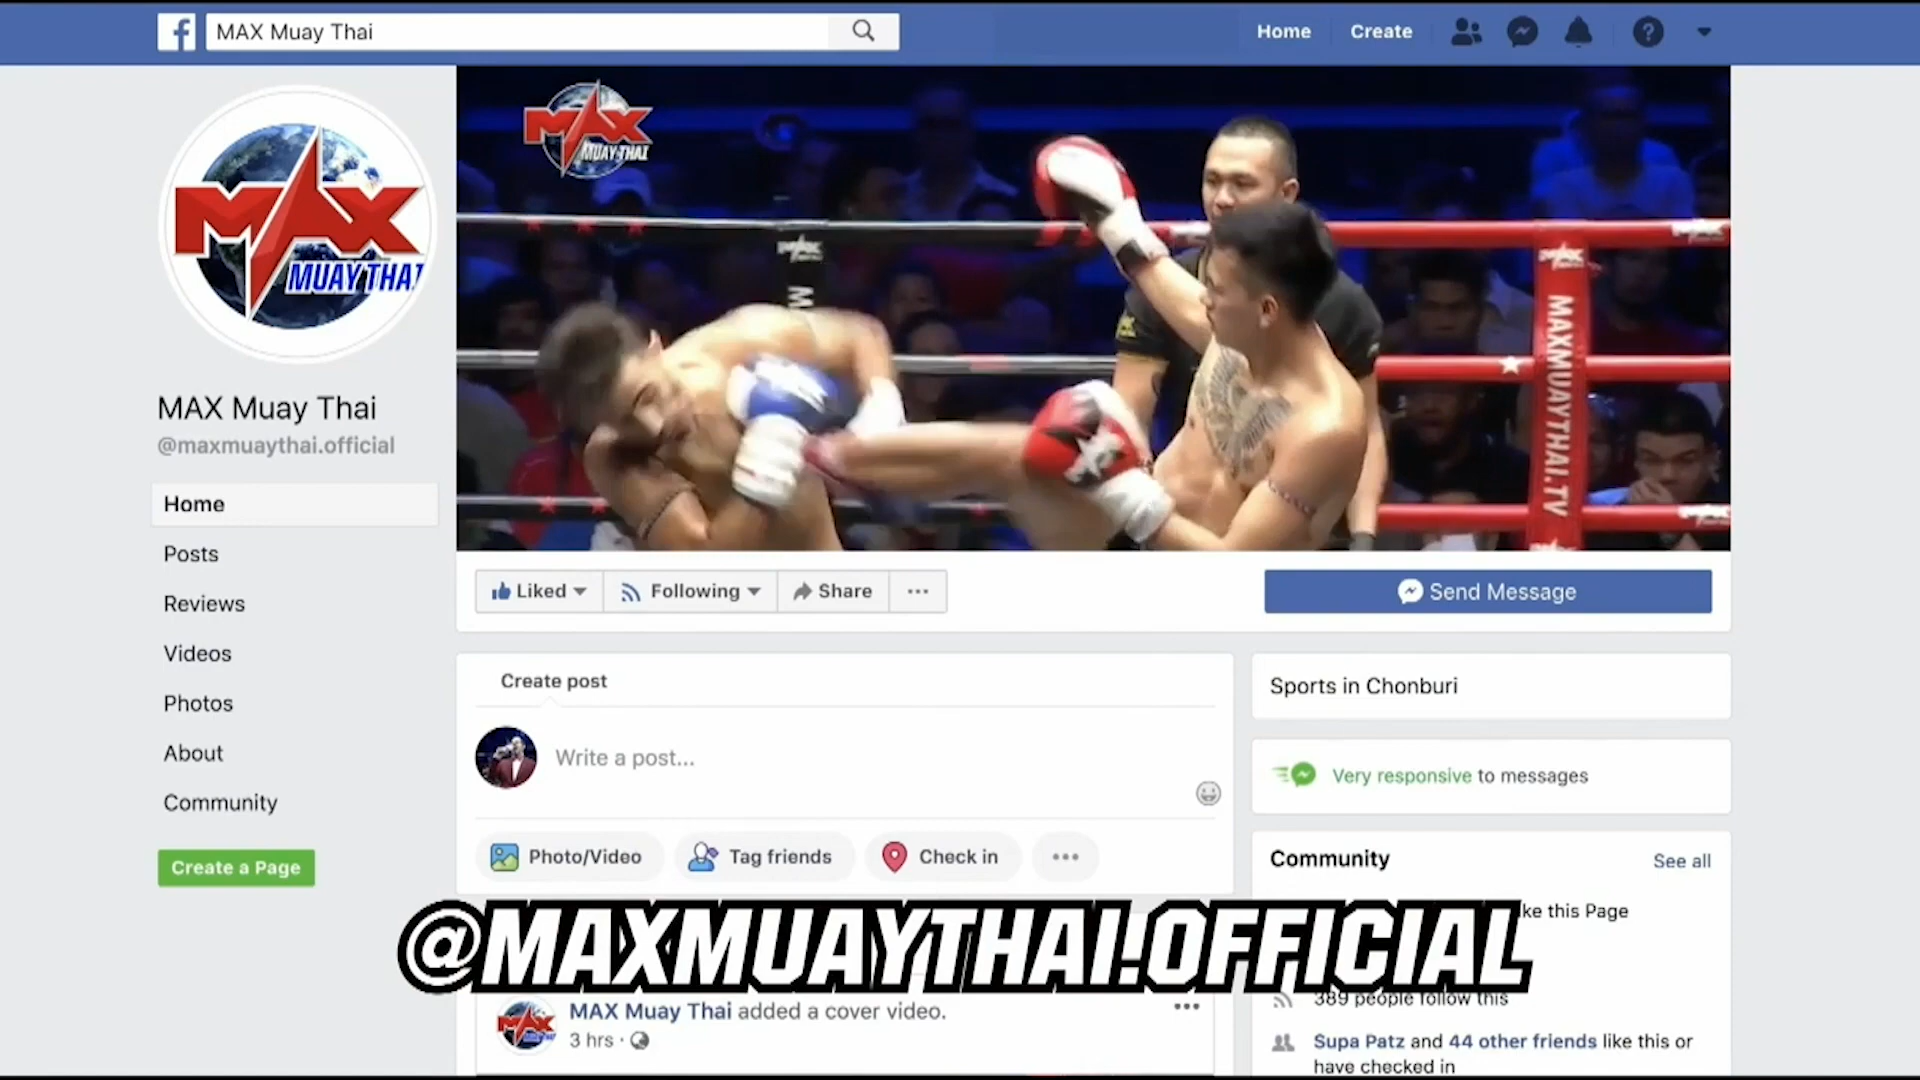 MAX Muay Thai
Home
Create
MAX
MUAY THAI
MAX Muay Thai
@maxmuaythai.official
Home
Posts
Reviews
Videos
Photos
About
Community
Create a Page
MAX
MUAY THAI
MAXMUAYTHAI.TV
Liked
Following
Share
Send Message
Create post
Write a post...
Photo/Video
Tag friends
Check in
Sports in Chonburi
Very responsive to messages
Community
See all
this Page
@MAXMUAYTHAI.OFFICIAL
389 people follow this
MAX Muay Thai added a cover video.
3 hrs
Supa Patz and 44 other friends like this or
have checked in